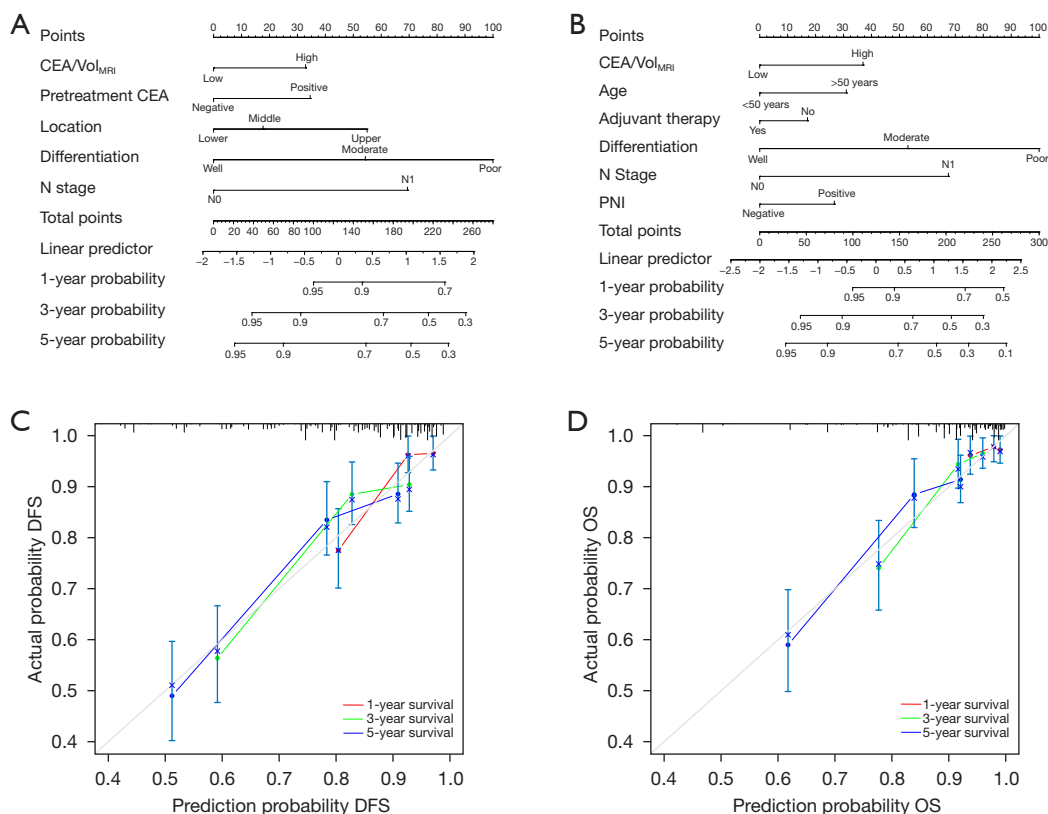 A
Points
0 10 20 30 40 50 60 70 80 90 100
CEA/VolMRI
High
Low
Pretreatment CEA
Positive
Negative
Location
Middle
Lower
Upper
Differentiation
Moderate
Well
Poor
N stage
N1
N0
Total points
0 20 40 60 80 100 140 180 220 260
Linear predictor
−2 −1.5 −1 −0.5 0 0.5 1 1.5 2
1-year probability
0.95 0.9 0.7
3-year probability
0.95 0.9 0.7 0.5 0.3
5-year probability
0.95 0.9 0.7 0.5 0.3
B
Points
0 10 20 30 40 50 60 70 80 90 100
CEA/VolMRI
High
Low
Age
>50 years
<50 years
Adjuvant therapy
No
Yes
Differentiation
Moderate
Well
Poor
N Stage
N1
N0
PNI
Positive
Negative
Total points
0 50 100 150 200 250 300
Linear predictor
−2.5 −2 −1.5 −1 −0.5 0 0.5 1 1.5 2 2.5
1-year probability
0.95 0.9 0.7 0.5
3-year probability
0.95 0.9 0.7 0.5 0.3
5-year probability
0.95 0.9 0.7 0.5 0.3 0.1
C
Actual probability DFS
1.0
0.9
0.8
0.7
0.6
0.5
0.4
1-year survival
3-year survival
5-year survival
0.4 0.5 0.6 0.7 0.8 0.9 1.0
Prediction probability DFS
D
Actual probability OS
1.0
0.9
0.8
0.7
0.6
0.5
0.4
1-year survival
3-year survival
5-year survival
0.4 0.5 0.6 0.7 0.8 0.9 1.0
Prediction probability OS